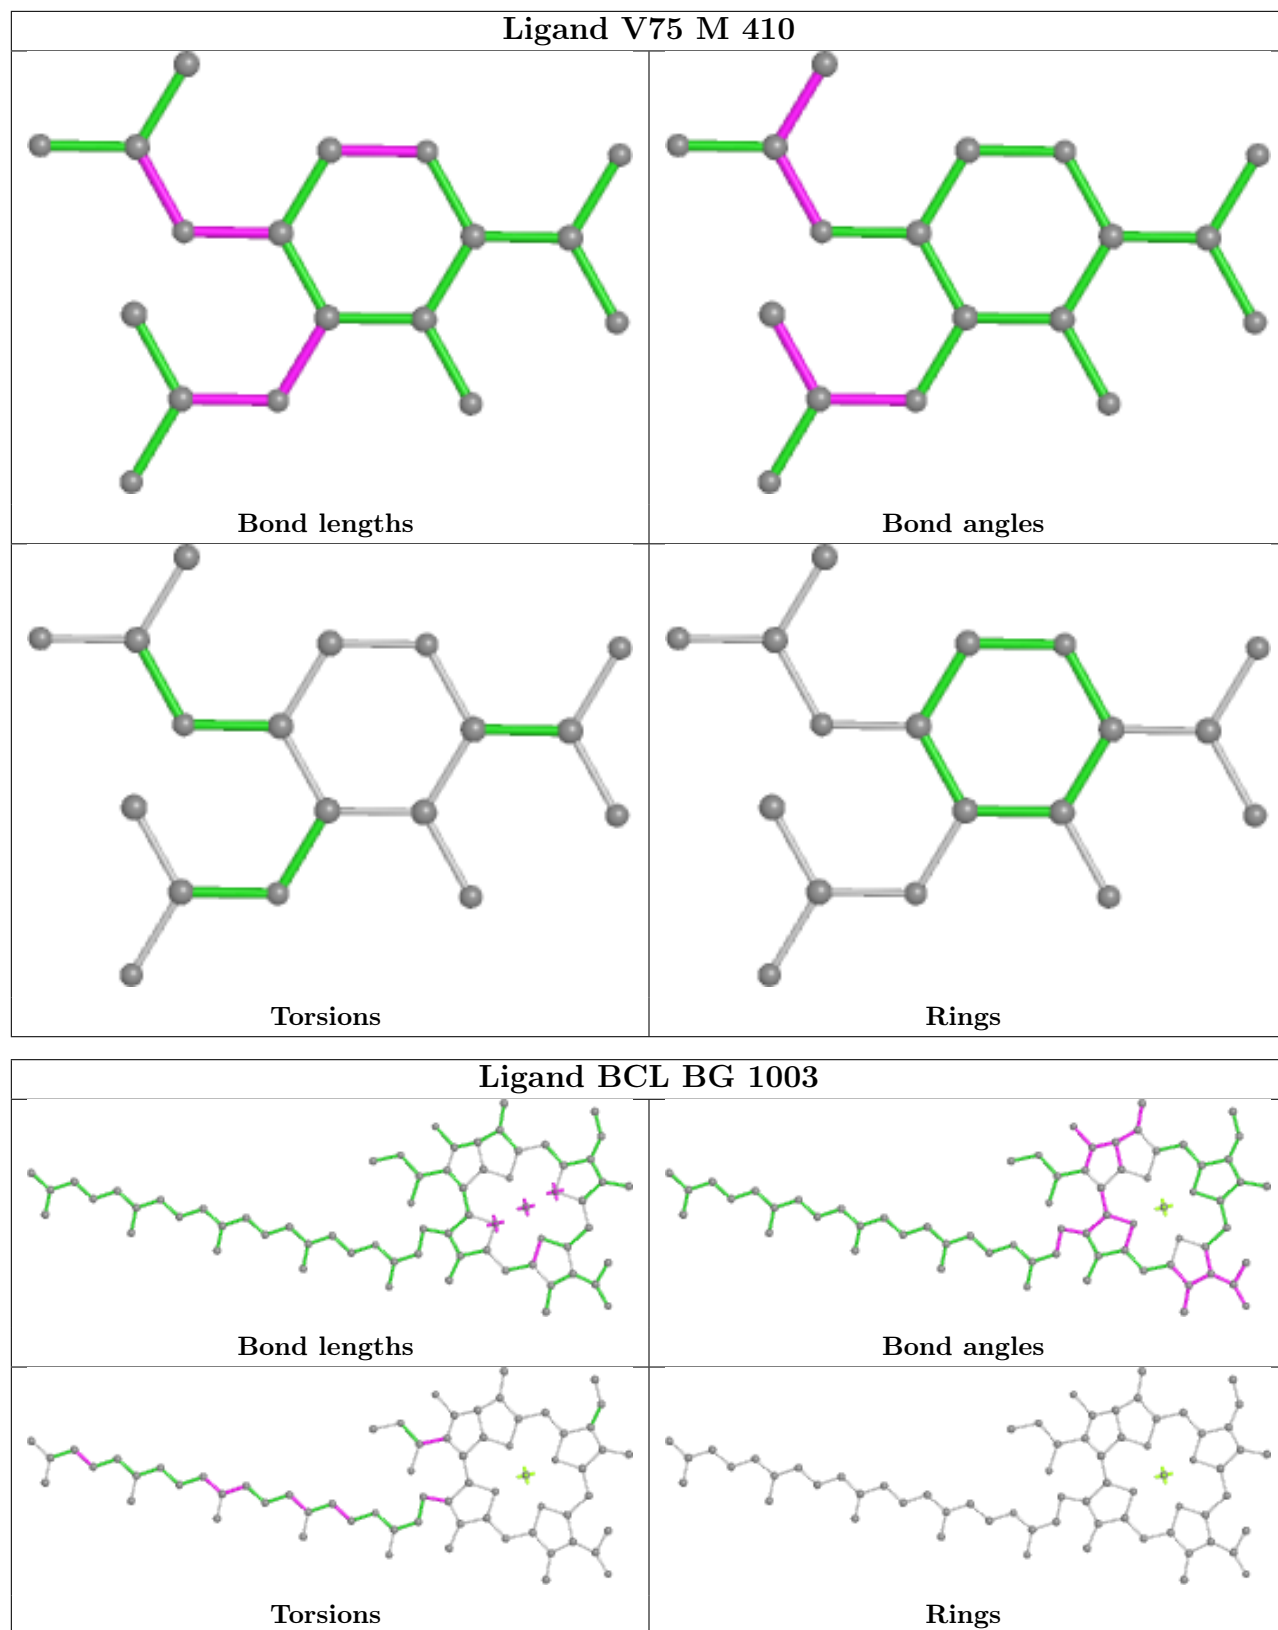 Ligand V75 M 410
Bond lengths
Bond angles
Torsions
Rings
Ligand BCL BG 1003
Bond lengths
Bond angles
Torsions
Rings